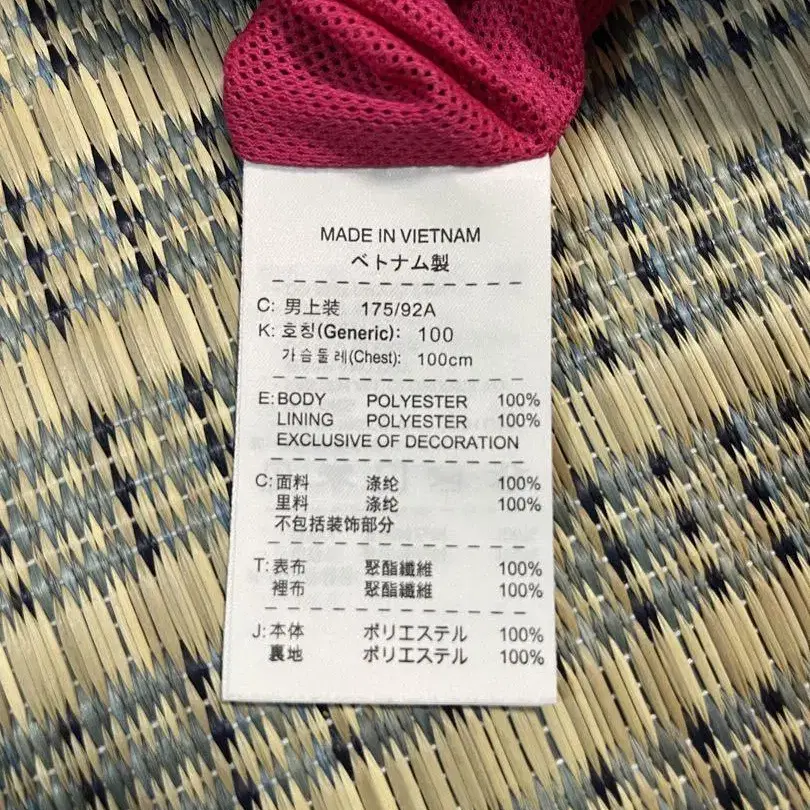 MADE IN VIETNAM
ベトナム製
C: 男上装 175/92A
K: 호칭(Generic): 100
가슴둘레(Chest): 100cm
E: BODY POLYESTER 100%
LINING POLYESTER 100%
EXCLUSIVE OF DECORATION
C: 面料 涤纶 100%
里料 涤纶 100%
不包括装饰部分
T: 表布 聚酯纖維 100%
裡布 聚酯纖維 100%
J: 本体 ポリエステル 100%
裏地 ポリエステル 100%